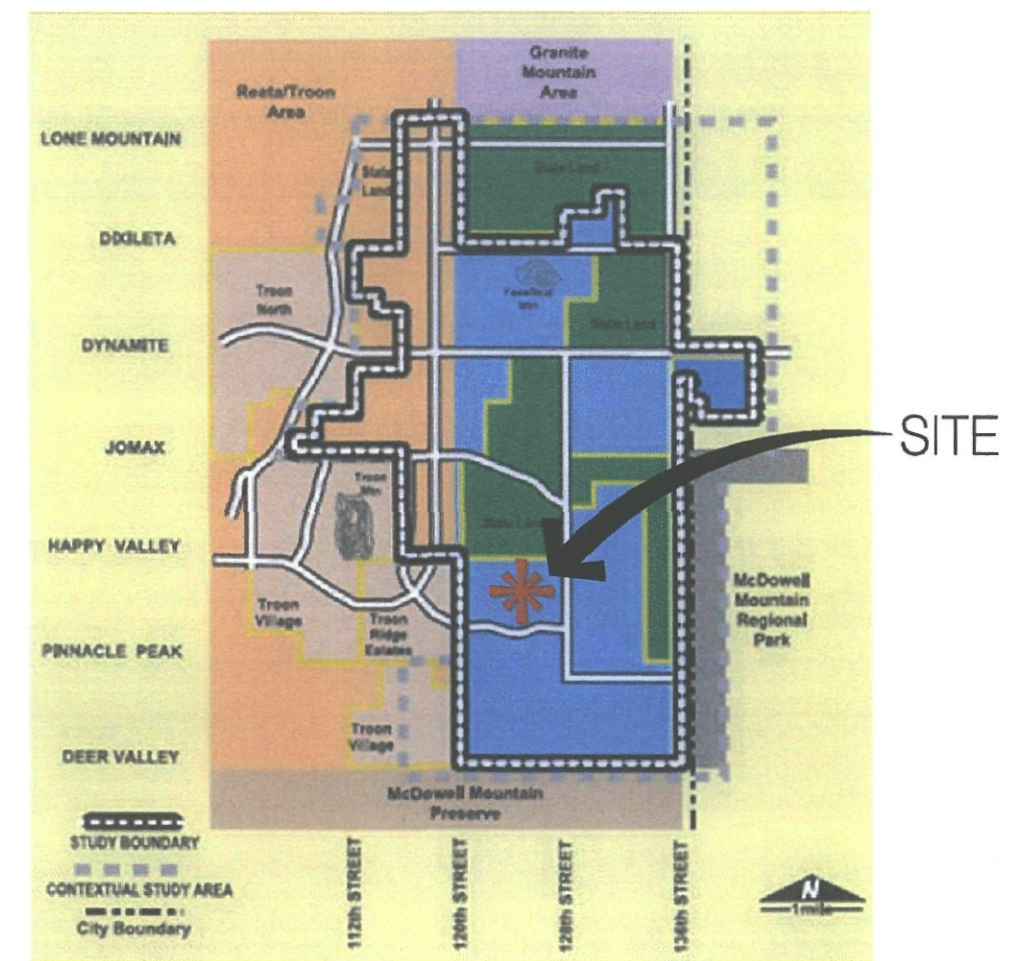 Granite
Mountain
Area
Reata/Troon
Area
LONE MOUNTAIN
State Land
State
Land
DIXILETA
Troon
North
State Land
DYNAMITE
SITE
JOMAX
Troon
Mtn
State Land
HAPPY VALLEY
McDowell
Mountain
Regional
Park
Troon
Village
Troon
Ridge
Estates
PINNACLE PEAK
Troon
Village
DEER VALLEY
McDowell Mountain
Preserve
STUDY BOUNDARY
CONTEXTUAL STUDY AREA
City Boundary
112th STREET
120th STREET
128th STREET
136th STREET
N
1mile